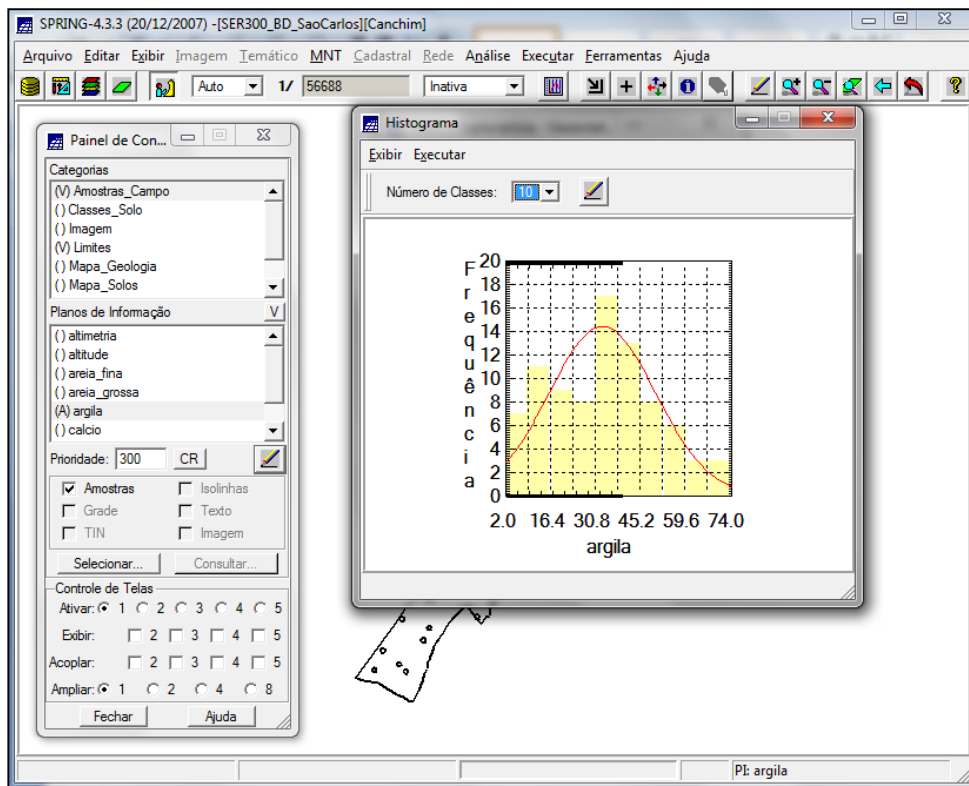 SPRING-4.3.3 (20/12/2007) -[SER300_BD_SaoCarlos][Canchim]
Arquivo Editar Exibir Imagem Temático MNT Cadastral Rede Análise Executar Ferramentas Ajuda
Auto 1/ 56688 Inativa
Painel de Con...
Categorias
(V) Amostras_Campo
( ) Classes_Solo
( ) Imagem
(V) Limites
( ) Mapa_Geologia
( ) Mapa_Solos
Planos de Informação V
( ) altimetria
( ) altitude
( ) areia_fina
( ) areia_grossa
(A) argila
( ) calcio
Prioridade: 300 CR
Amostras Isolinhas
Grade Texto
TIN Imagem
Selecionar... Consultar...
Controle de Telas
Ativar: 1 2 3 4 5
Exibir: 2 3 4 5
Acoplar: 2 3 4 5
Ampliar: 1 2 4 8
Fechar Ajuda
Histograma
Exibir Executar
Número de Classes: 10
Frequência
20
18
16
14
12
10
8
6
4
2
0
2.0 16.4 30.8 45.2 59.6 74.0
argila
PI: argila